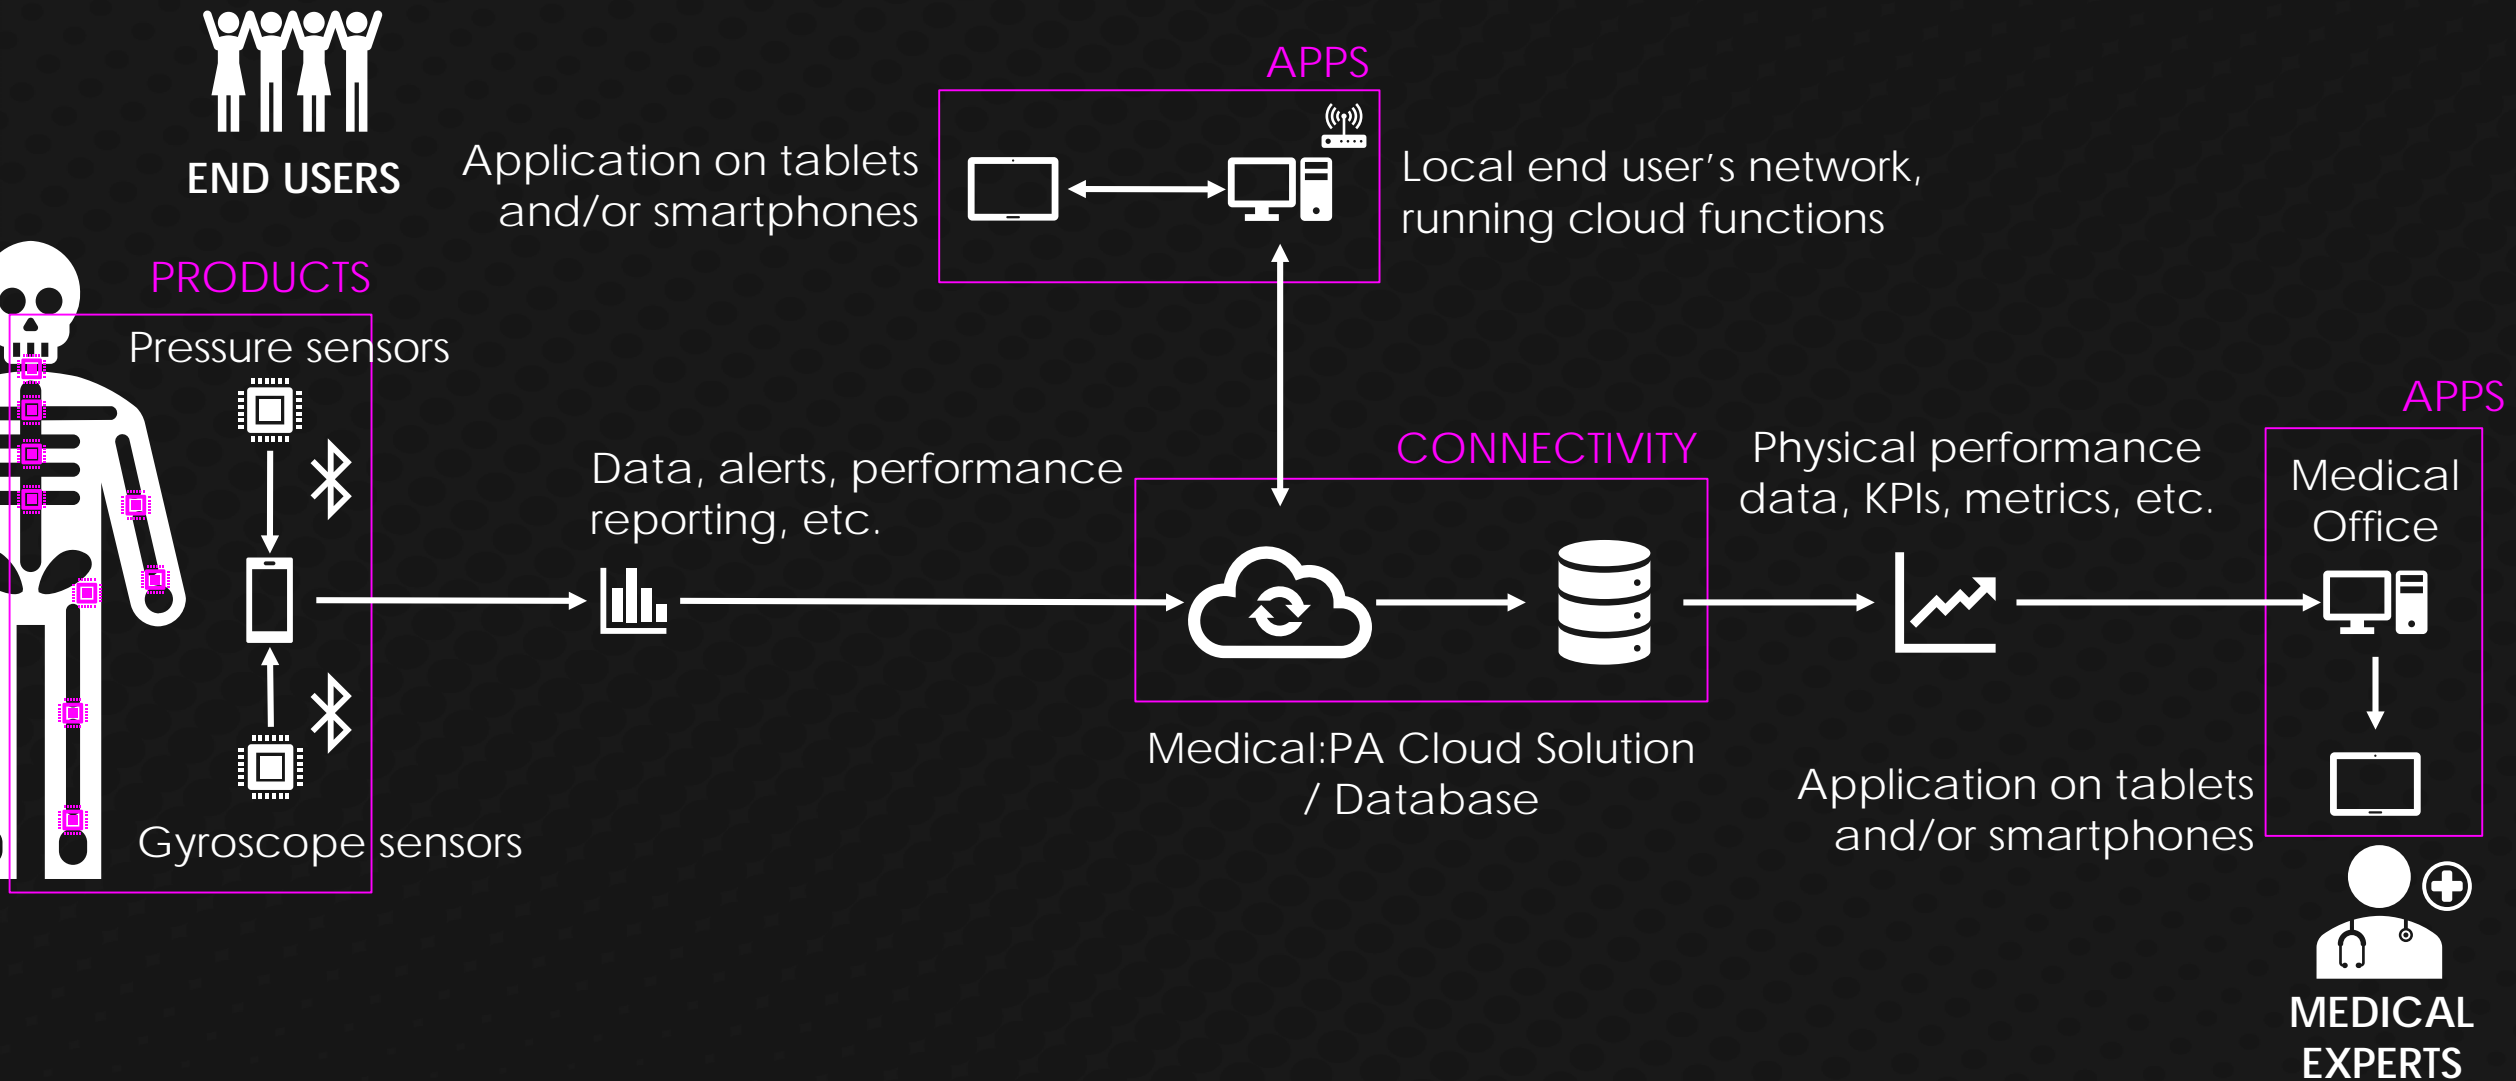 END USERS
PRODUCTS
Pressure sensors
Gyroscope sensors
Data, alerts, performance
reporting, etc.
APPS
Application on tablets
and/or smartphones
Local end user's network,
running cloud functions
CONNECTIVITY
Medical:PA Cloud Solution
/ Database
Physical performance
data, KPIs, metrics, etc.
APPS
Medical
Office
Application on tablets
and/or smartphones
MEDICAL
EXPERTS